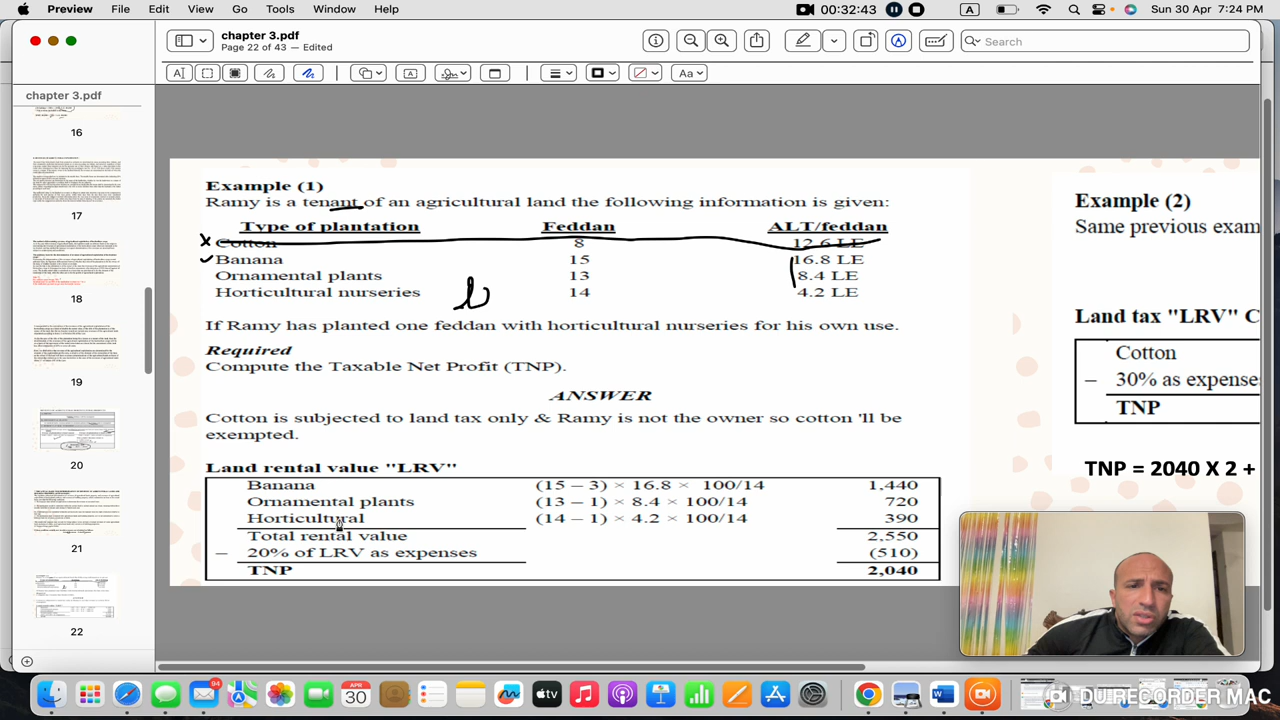 Preview File Edit View Go Tools Window Help 00:32:43 A Sun 30 Apr 7:24 PM
chapter 3.pdf
Page 22 of 43 — Edited
Search
chapter 3.pdf
16
17
18
19
20
21
22
Example (1)
Ramy is a tenant of an agricultural land the following information is given:
Type of plantation Feddan ALT/feddan
Cotton 8 12.6 LE
Banana 15 16.8 LE
Ornamental plants 13 8.4 LE
Horticultural nurseries 14 4.2 LE
If Ramy has planted one feddan with horticultural nurseries for his own use.
Required
Compute the Taxable Net Profit (TNP).
ANSWER
Cotton is subjected to land tax only & Ramy is not the owner so cotton 'll be
exempted.
Land rental value "LRV"
Banana (15 – 3) × 16.8 × 100/14 1,440
Ornamental plants (13 – 1) × 8.4 × 100/14 720
Horticultural (14 – 1) × 4.2 × 100/14 390
Total rental value 2,550
– 20% of LRV as expenses (510)
TNP 2,040
Example (2)
Same previous exam
Land tax "LRV" C
Cotton
– 30% as expenses
TNP
TNP = 2040 X 2 +
94
APR
30
tv
DU RECORDER MAC